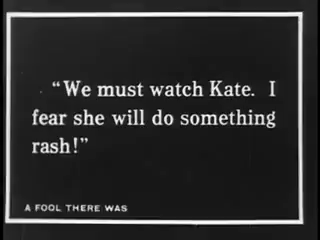 "We must watch Kate. I
fear she will do something
rash!"
A FOOL THERE WAS